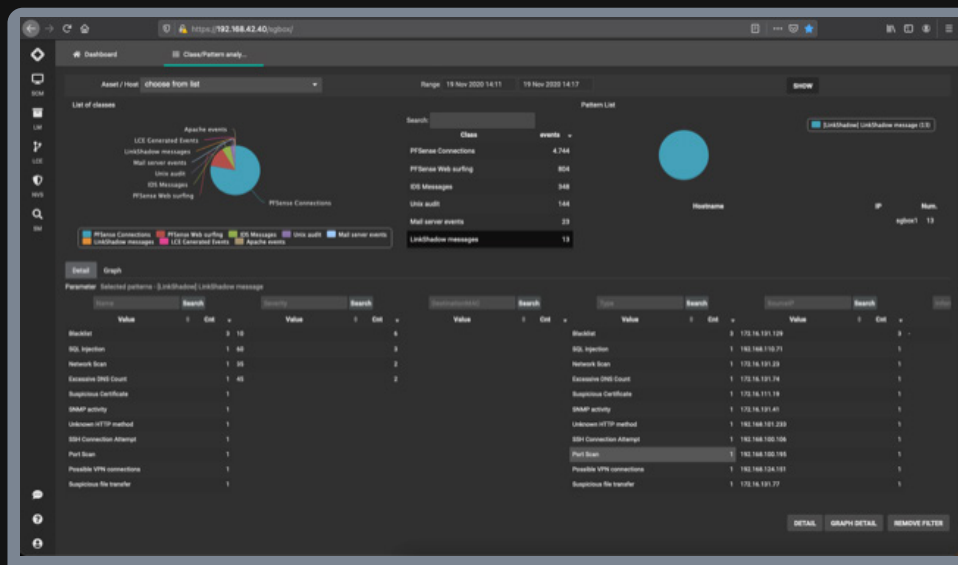 https://192.168.42.40/sgbox/
Dashboard
Class/Pattern analy...
SCM
LM
LCE
NVS
SM
Asset / Host choose from list
Range 19 Nov 2020 14:11 19 Nov 2020 14:17
SHOW
List of classes
Apache events
LCE Generated Events
LinkShadow messages
Mail server events
Unix audit
IDS Messages
PFSense Web surfing
PFSense Connections
PFSense Connections PFSense Web surfing IDS Messages Unix audit Mail server events
LinkShadow messages LCE Generated Events Apache events
Search:
Class events
PFSense Connections 4.744
PFSense Web surfing 804
IDS Messages 348
Unix audit 144
Mail server events 23
LinkShadow messages 13
Pattern List
[LinkShadow] LinkShadow message (13)
Hostname IP Num.
sgbox1 13
Detail Graph
Parameter Selected patterns - [LinkShadow] LinkShadow message
Name Search Severity Search Search Type Search SourceIP Search
Value Cnt Value Cnt Value Cnt Value Cnt Value Cnt
Blacklist 3 10 6 Blacklist 3 172.16.131.129 3 -
SQL Injection 1 60 3 SQL Injection 1 192.168.110.71 1
Network Scan 1 35 2 Network Scan 1 172.16.131.23 1
Excessive DNS Count 1 45 2 Excessive DNS Count 1 172.16.131.74 1
Suspicious Certificate 1 Suspicious Certificate 1 172.16.111.19 1
SNMP activity 1 SNMP activity 1 172.16.131.41 1
Unknown HTTP method 1 Unknown HTTP method 1 192.168.101.233 1
SSH Connection Attempt 1 SSH Connection Attempt 1 192.168.100.106 1
Port Scan 1 Port Scan 1 192.168.100.195 1
Possible VPN connections 1 Possible VPN connections 1 192.168.124.151 1
Suspicious file transfer 1 Suspicious file transfer 1 172.16.131.77 1
DETAIL GRAPH DETAIL REMOVE FILTER